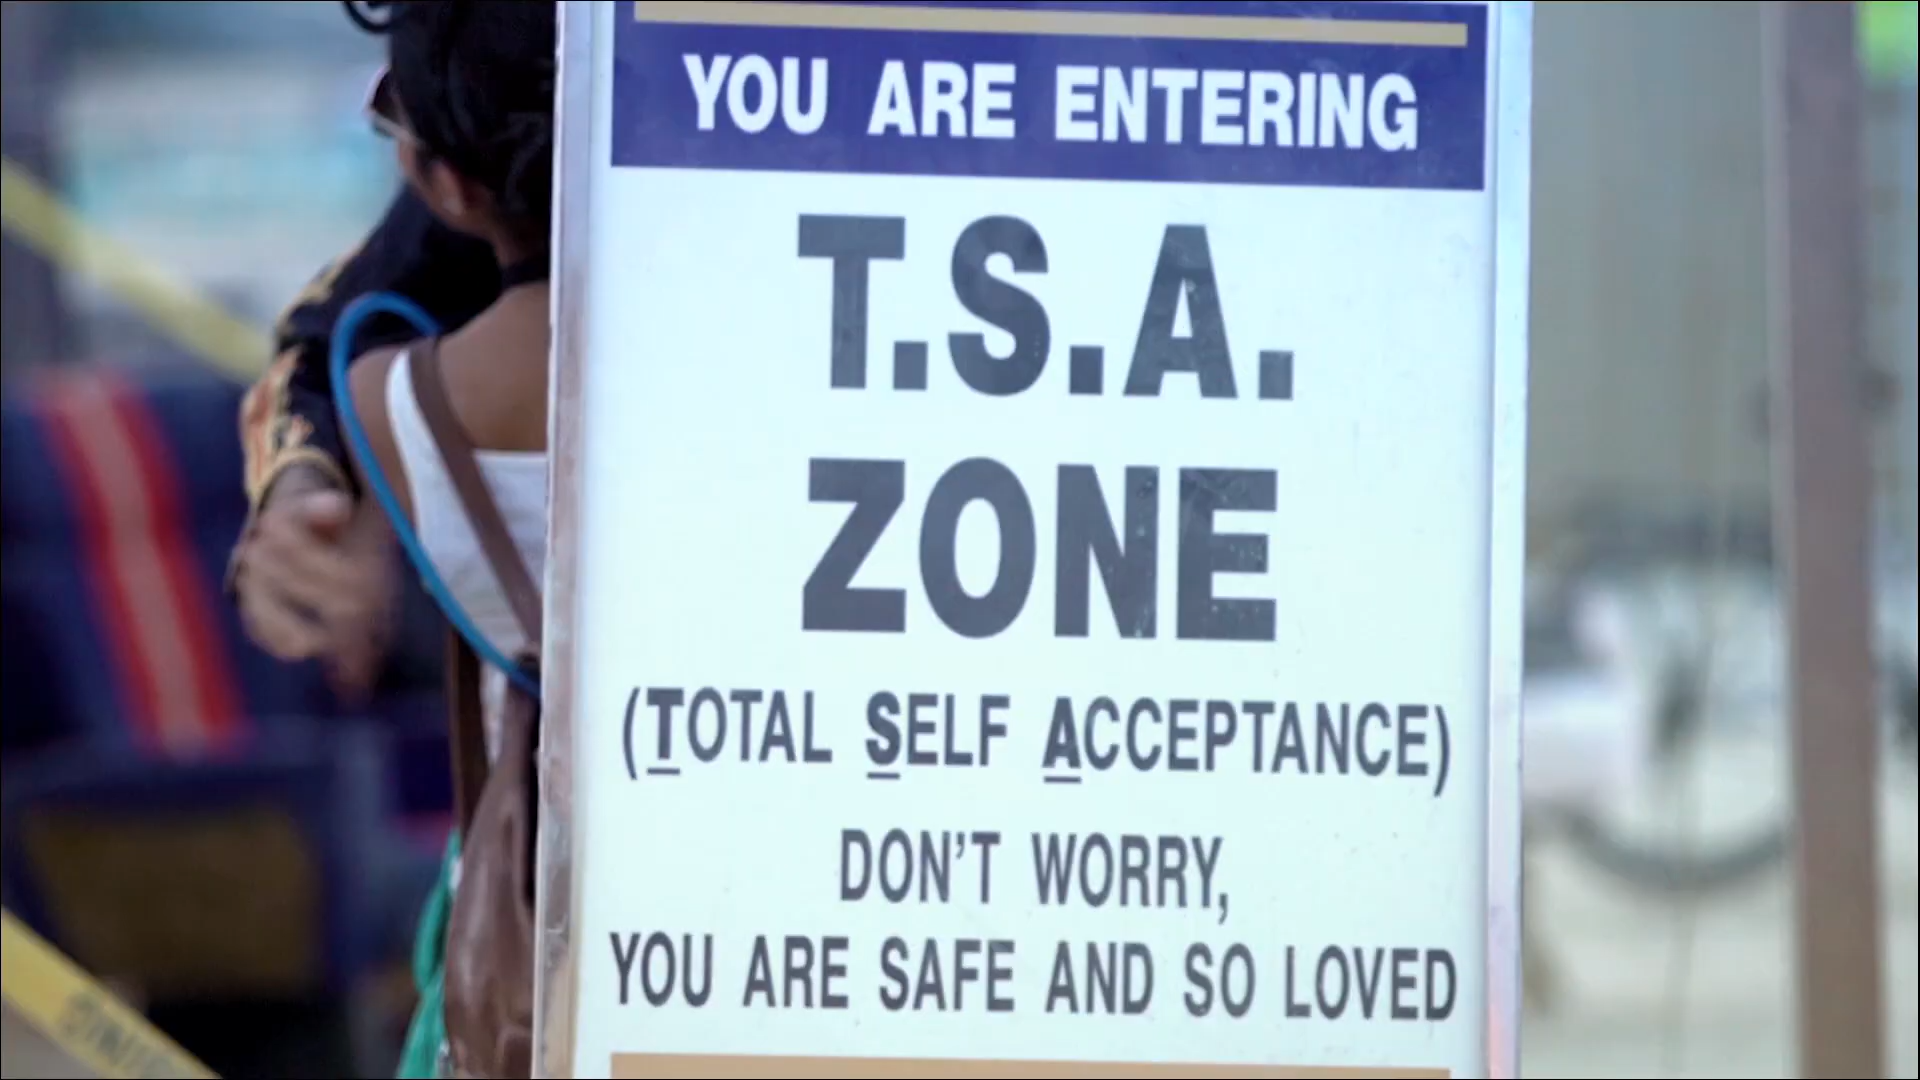 YOU ARE ENTERING
T.S.A.
ZONE
(TOTAL SELF ACCEPTANCE)
DON'T WORRY,
YOU ARE SAFE AND SO LOVED